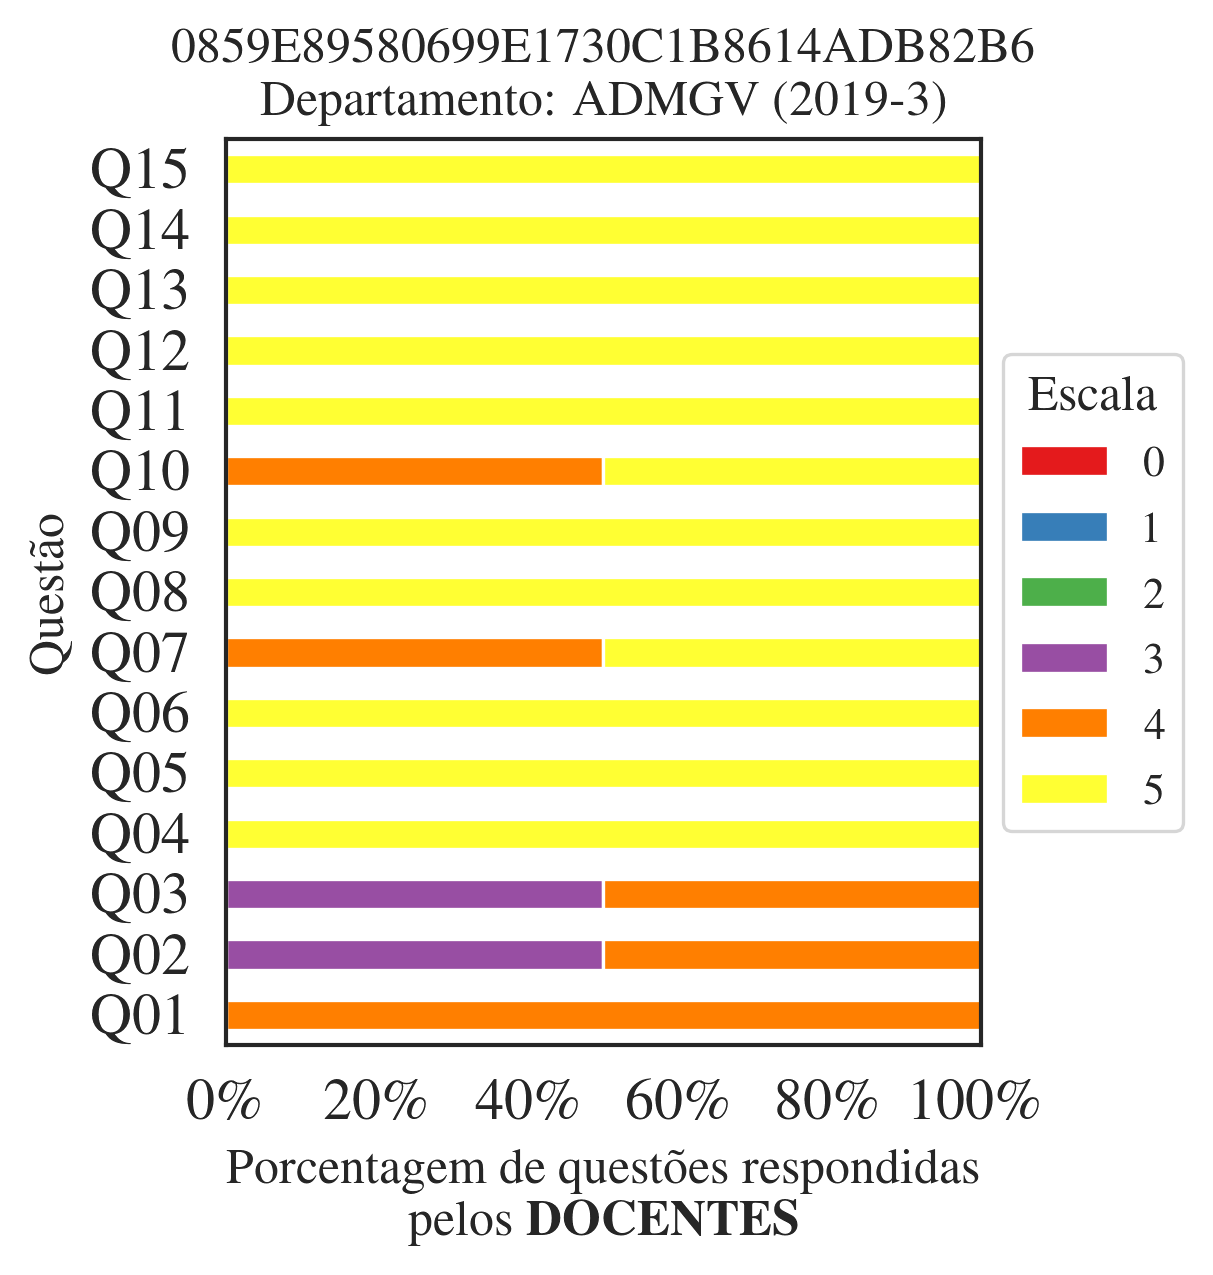 0859E89580699E1730C1B8614ADB82B6
Departamento: ADMGV (2019-3)
Questão
Q15
Q14
Q13
Q12
Q11
Q10
Q09
Q08
Q07
Q06
Q05
Q04
Q03
Q02
Q01
0% 20% 40% 60% 80% 100%
Porcentagem de questões respondidas
pelos DOCENTES
Escala
0
1
2
3
4
5